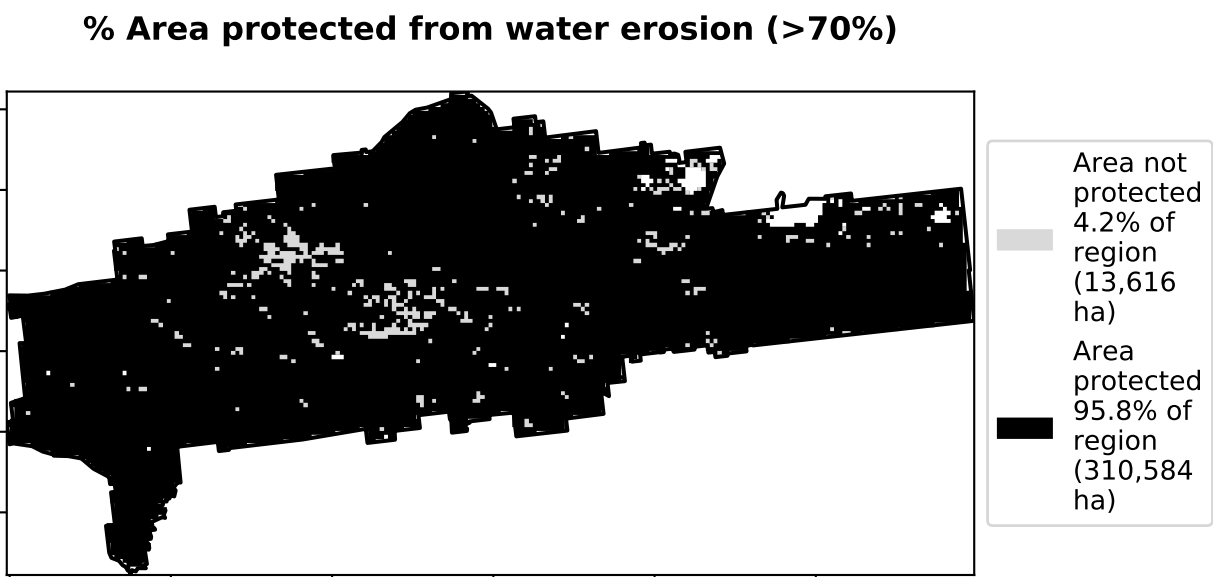 % Area protected from water erosion (>70%)
Area not
protected
4.2% of
region
(13,616
ha)
Area
protected
95.8% of
region
(310,584
ha)